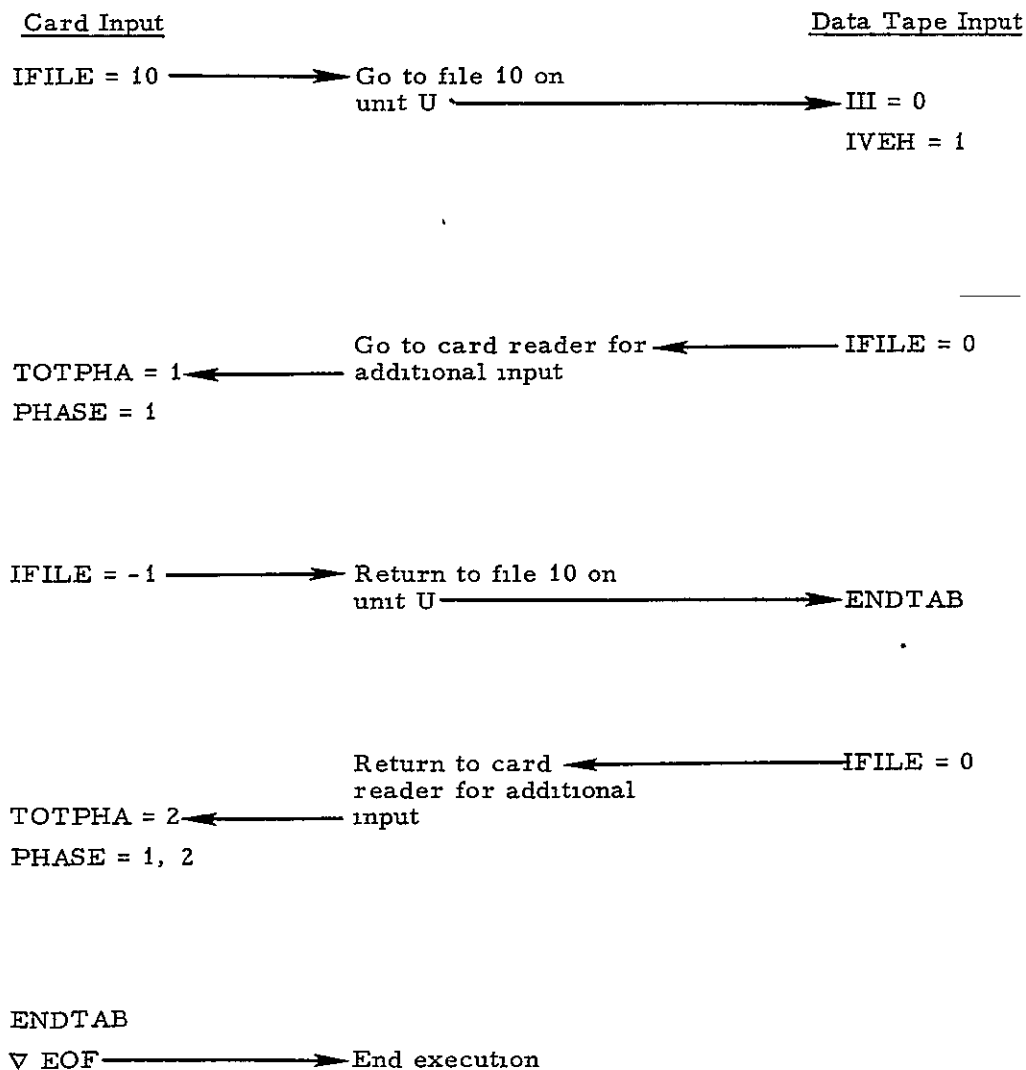 Card Input
Data Tape Input
IFILE = 10
Go to file 10 on
unit U
III = 0
IVEH = 1
Go to card reader for
IFILE = 0
TOTPHA = 1
additional input
PHASE = 1
IFILE = -1
Return to file 10 on
unit U
ENDTAB
Return to card
IFILE = 0
reader for additional
TOTPHA = 2
input
PHASE = 1, 2
ENDTAB
∇ EOF
End execution